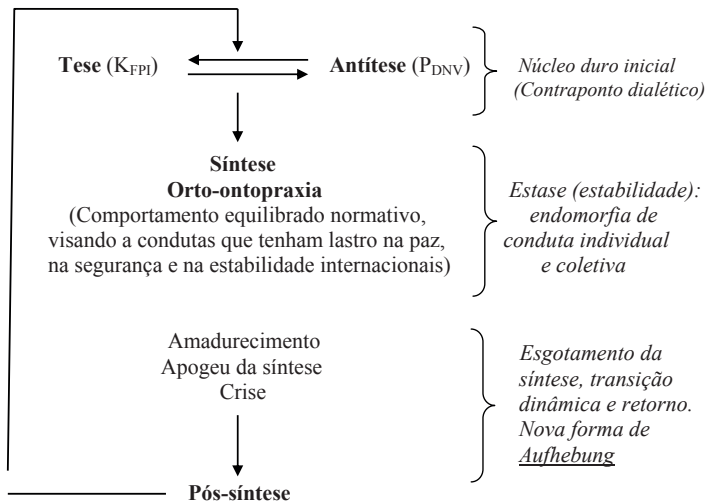 Tese (K_FPI) Antítese (P_DNV)
Núcleo duro inicial
(Contraponto dialético)
Síntese
Orto-ontopraxia
(Comportamento equilibrado normativo,
visando a condutas que tenham lastro na paz,
na segurança e na estabilidade internacionais)
Estase (estabilidade):
endomorfia de
conduta individual
e coletiva
Amadurecimento
Apogeu da síntese
Crise
Esgotamento da
síntese, transição
dinâmica e retorno.
Nova forma de
Aufhebung
Pós-síntese